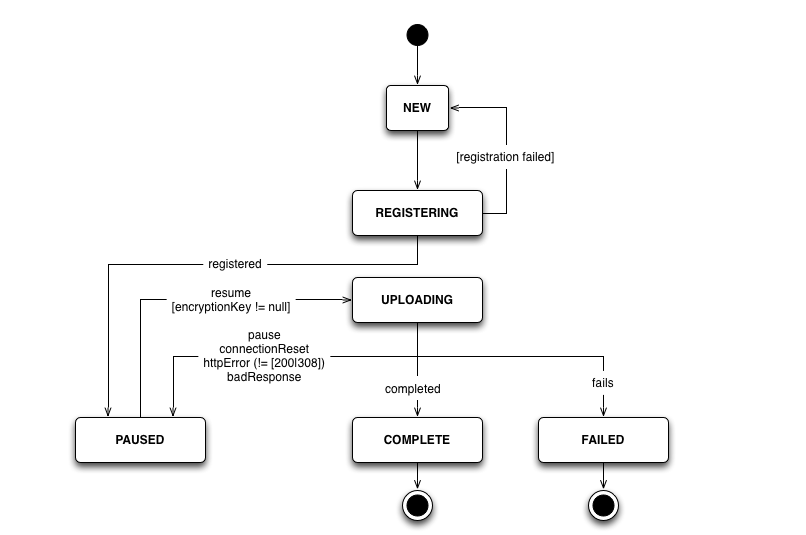 NEW
[registration failed]
REGISTERING
registered
resume
[encryptionKey != null]
UPLOADING
pause
connectionReset
httpError (!= [200|308])
badResponse
completed
fails
PAUSED
COMPLETE
FAILED